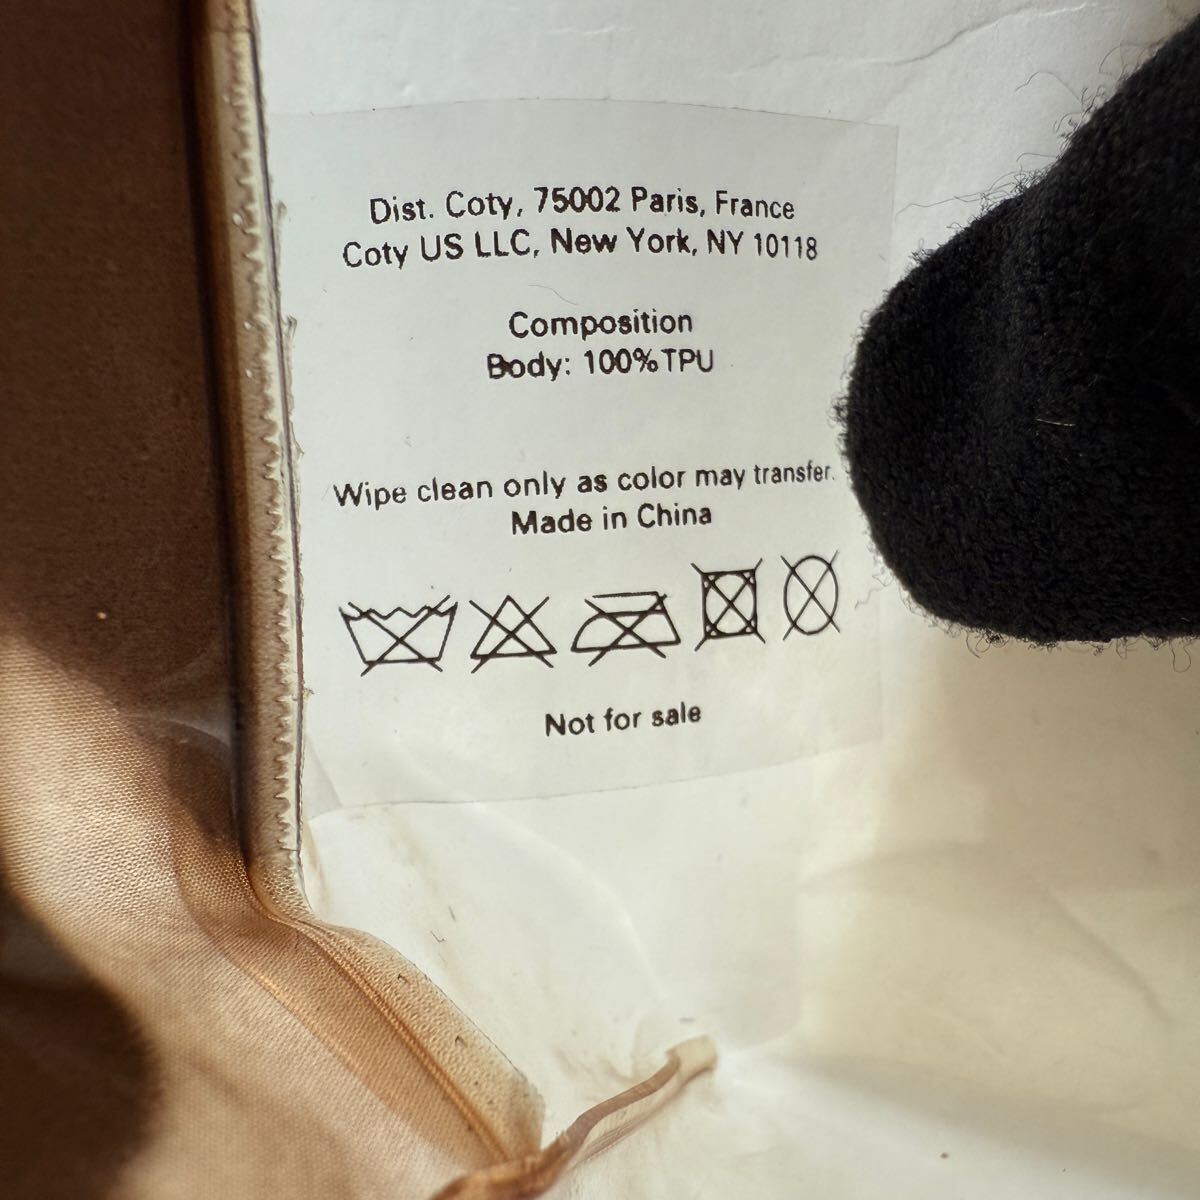 Dist. Coty, 75002 Paris, France
Coty US LLC, New York, NY 10118
Composition
Body: 100% TPU
Wipe clean only as color may transfer.
Made in China
Not for sale